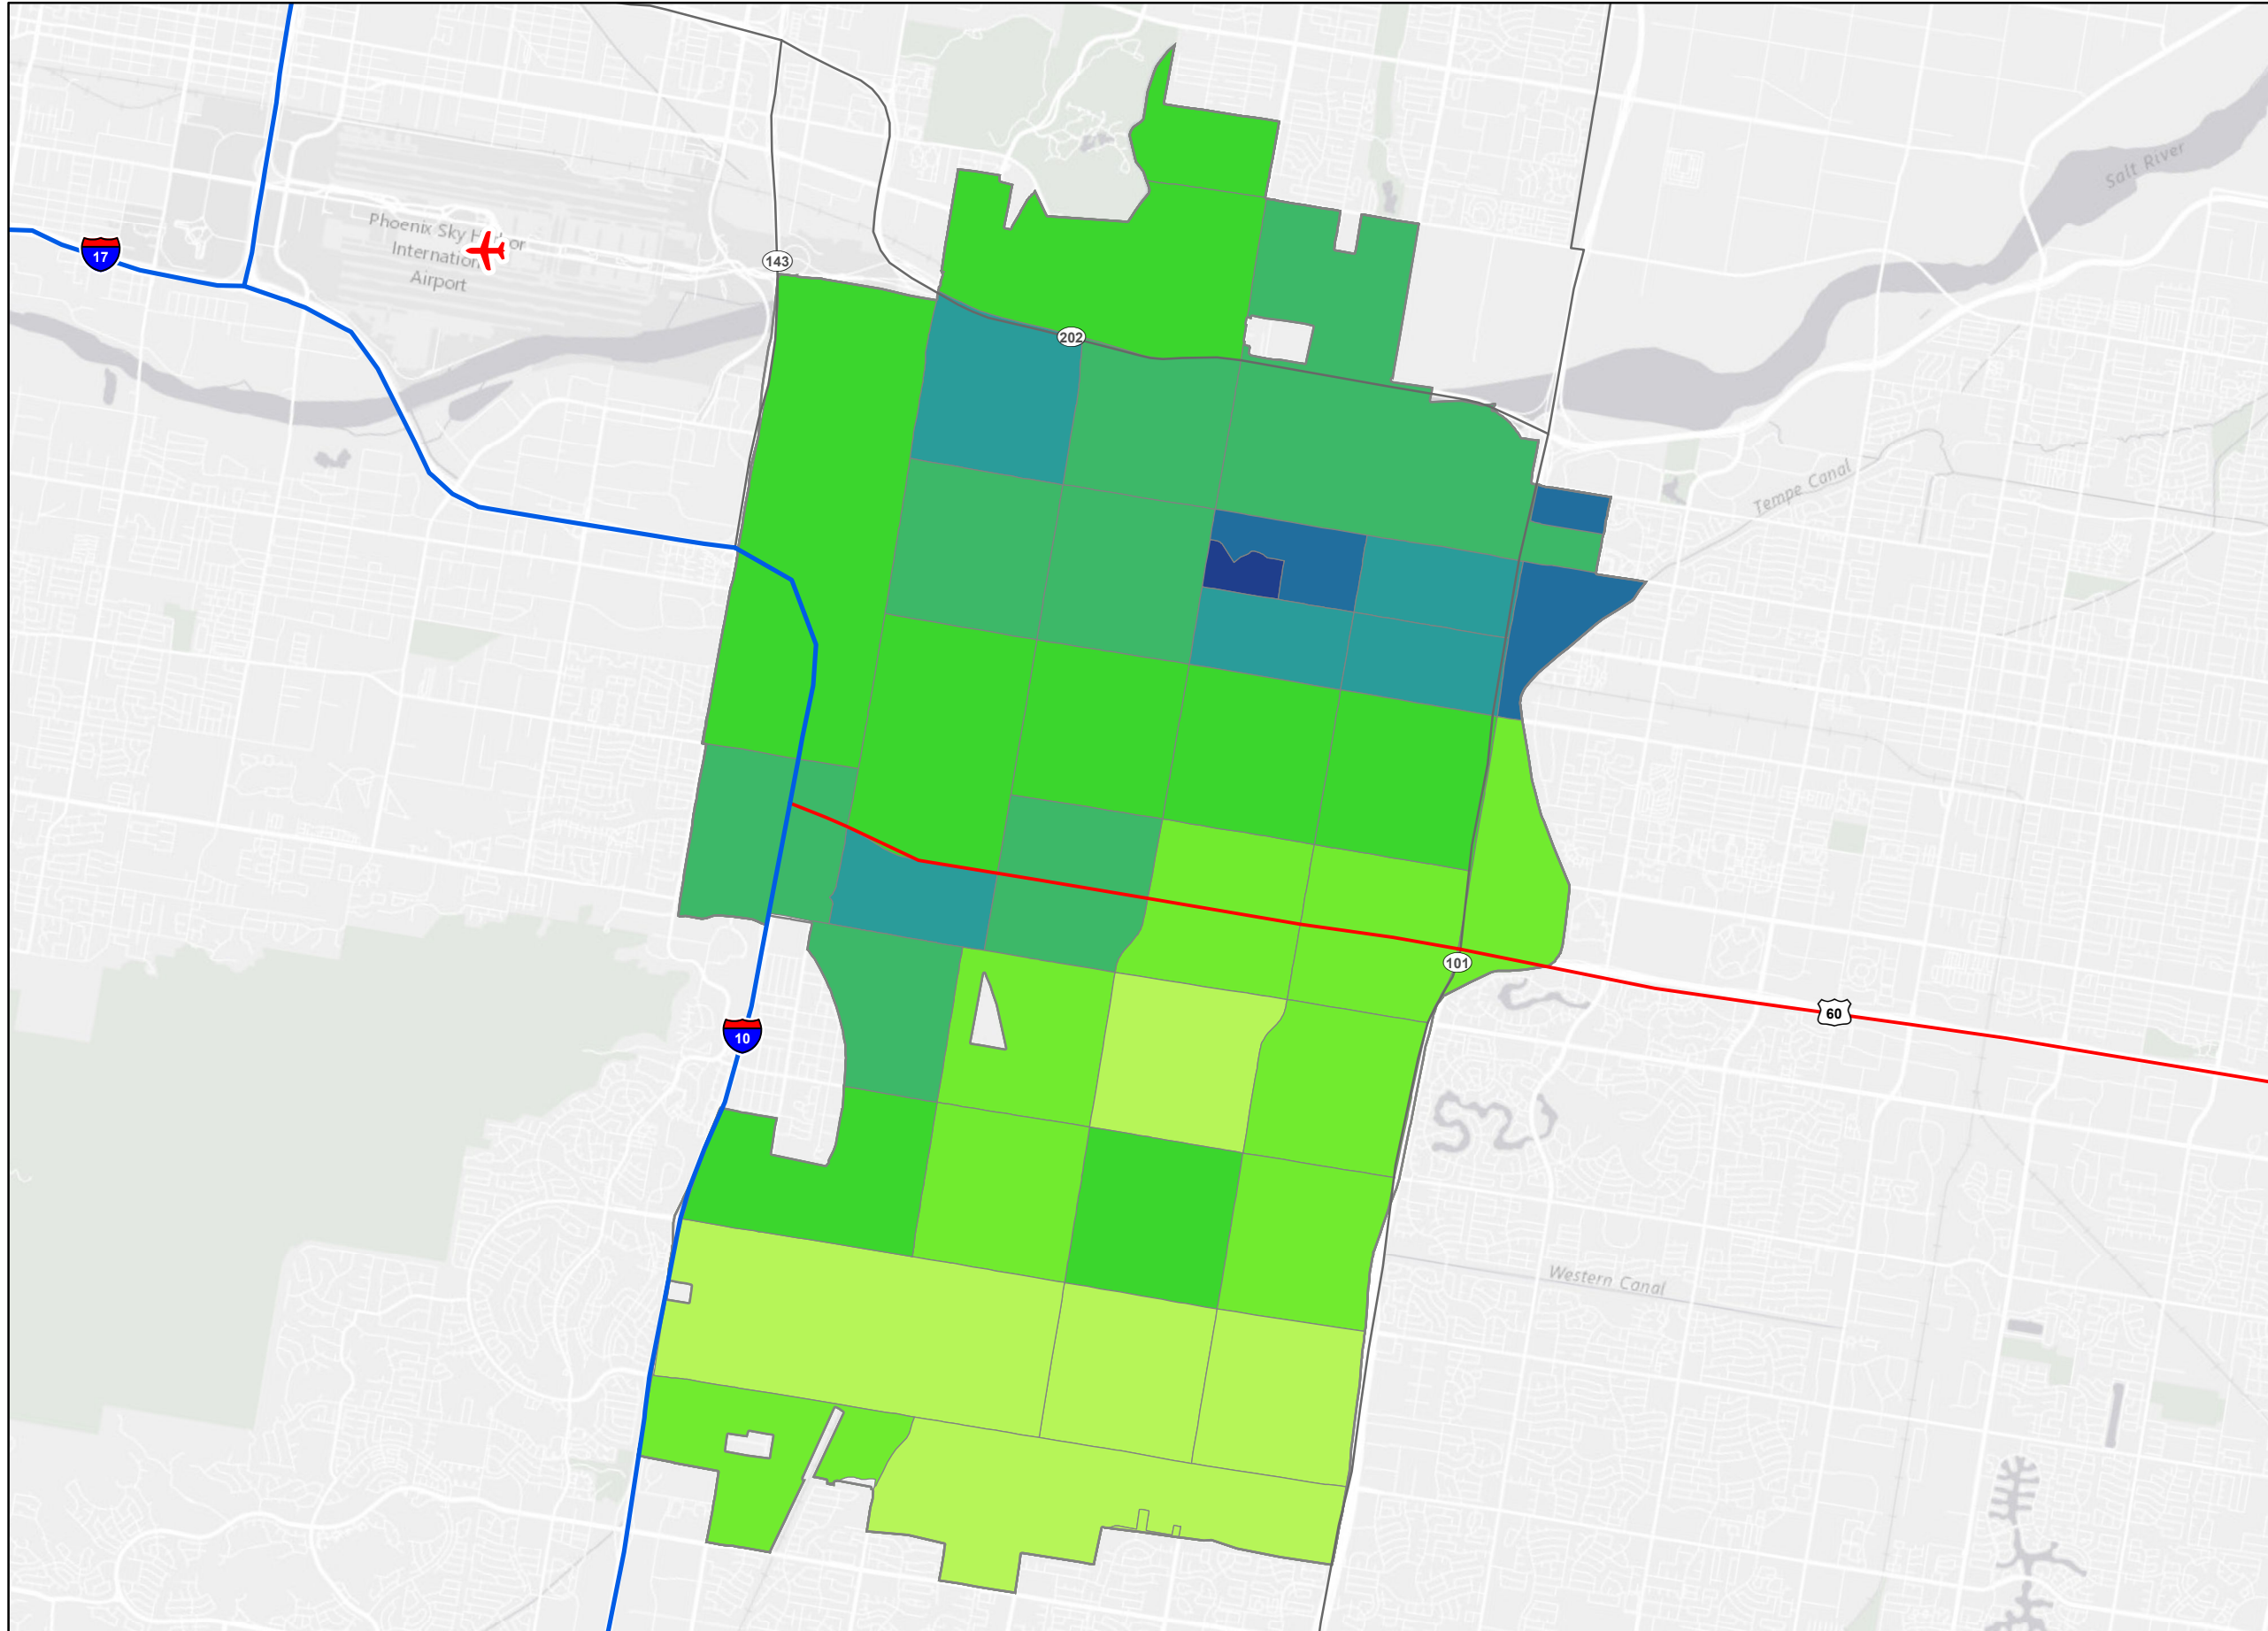 Salt River
Phoenix Sky Harbor
International
Airport
17
143
202
Tempe Canal
101
60
10
Western Canal